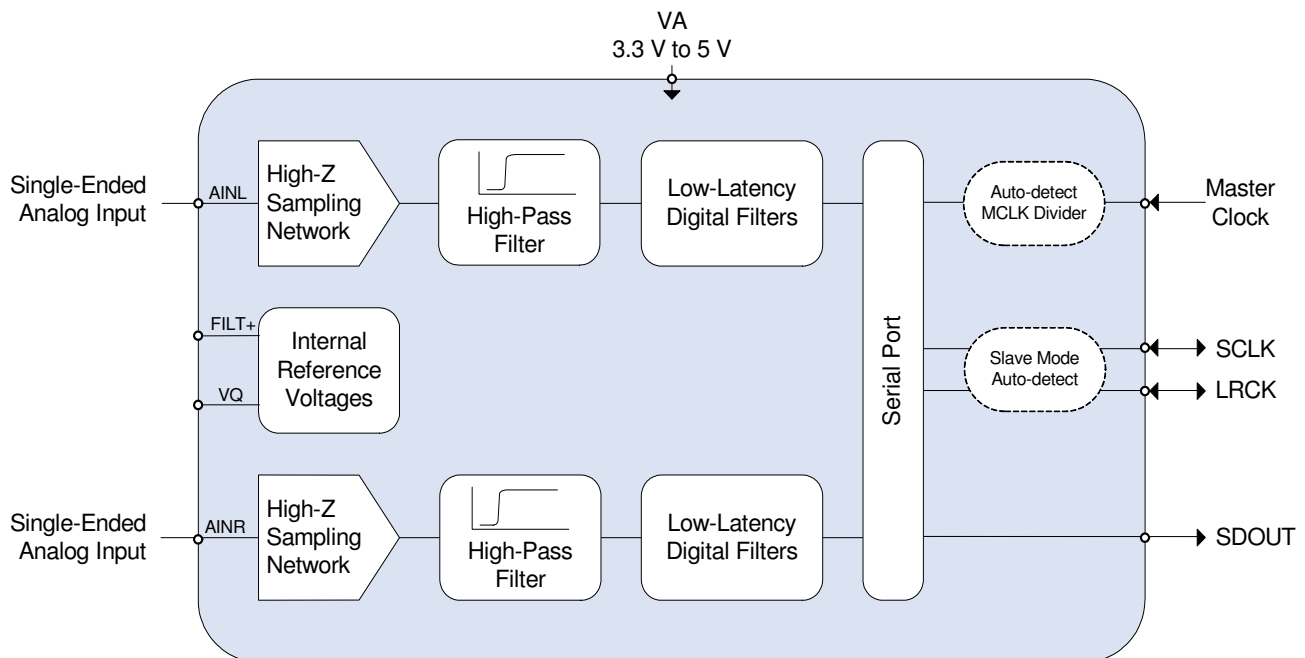 VA
3.3 V to 5 V
Single-Ended
Analog Input
AINL
High-Z
Sampling
Network
High-Pass
Filter
Low-Latency
Digital Filters
Serial Port
Auto-detect
MCLK Divider
Master
Clock
FILT+
VQ
Internal
Reference
Voltages
Slave Mode
Auto-detect
SCLK
LRCK
Single-Ended
Analog Input
AINR
High-Z
Sampling
Network
High-Pass
Filter
Low-Latency
Digital Filters
SDOUT